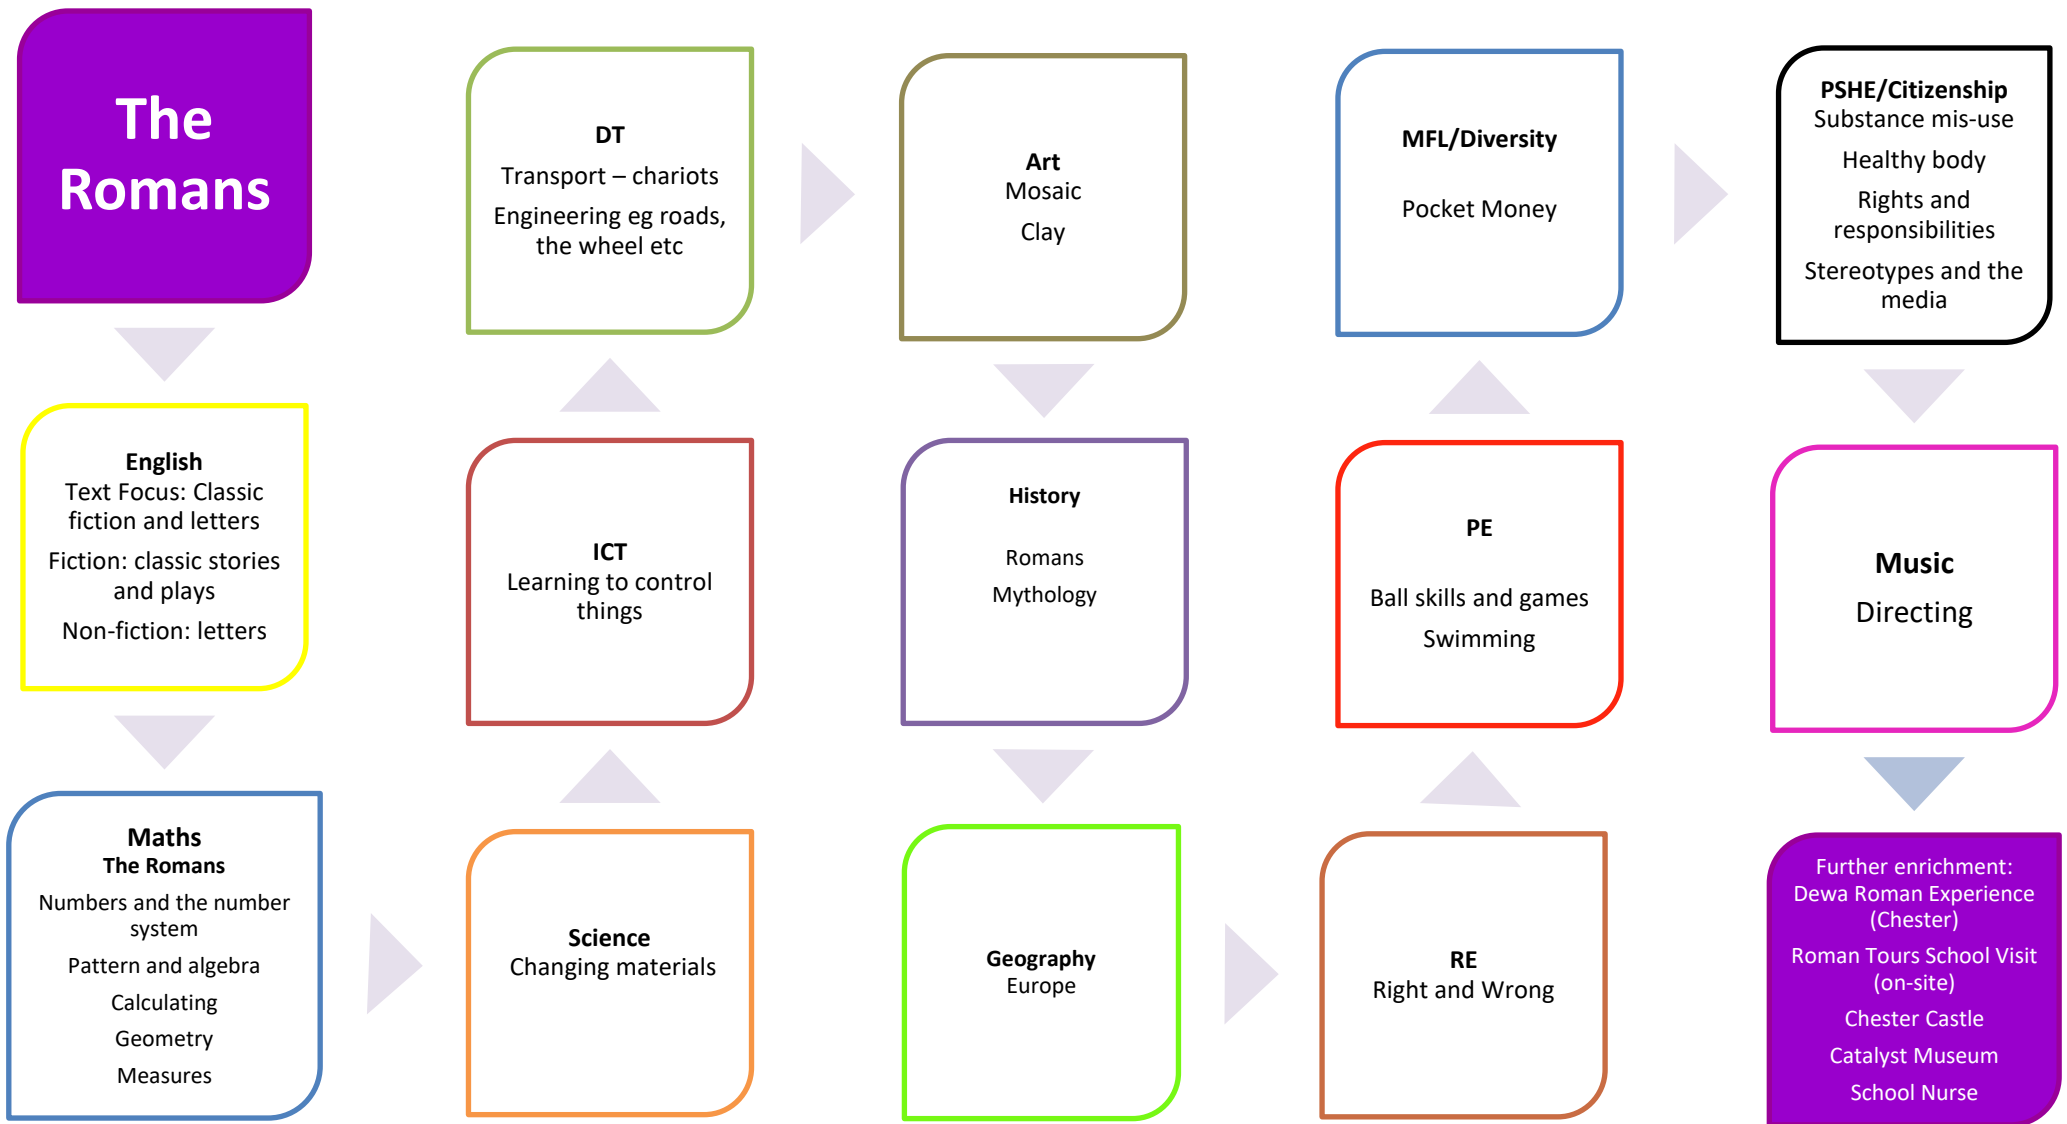 The
Romans
English
Text Focus: Classic
fiction and letters
Fiction: classic stories
and plays
Non-fiction: letters
Maths
The Romans
Numbers and the number
system
Pattern and algebra
Calculating
Geometry
Measures
Science
Changing materials
ICT
Learning to control
things
DT
Transport – chariots
Engineering eg roads,
the wheel etc
Art
Mosaic
Clay
History
Romans
Mythology
Geography
Europe
RE
Right and Wrong
PE
Ball skills and games
Swimming
MFL/Diversity
Pocket Money
PSHE/Citizenship
Substance mis-use
Healthy body
Rights and
responsibilities
Stereotypes and the
media
Music
Directing
Further enrichment:
Dewa Roman Experience
(Chester)
Roman Tours School Visit
(on-site)
Chester Castle
Catalyst Museum
School Nurse